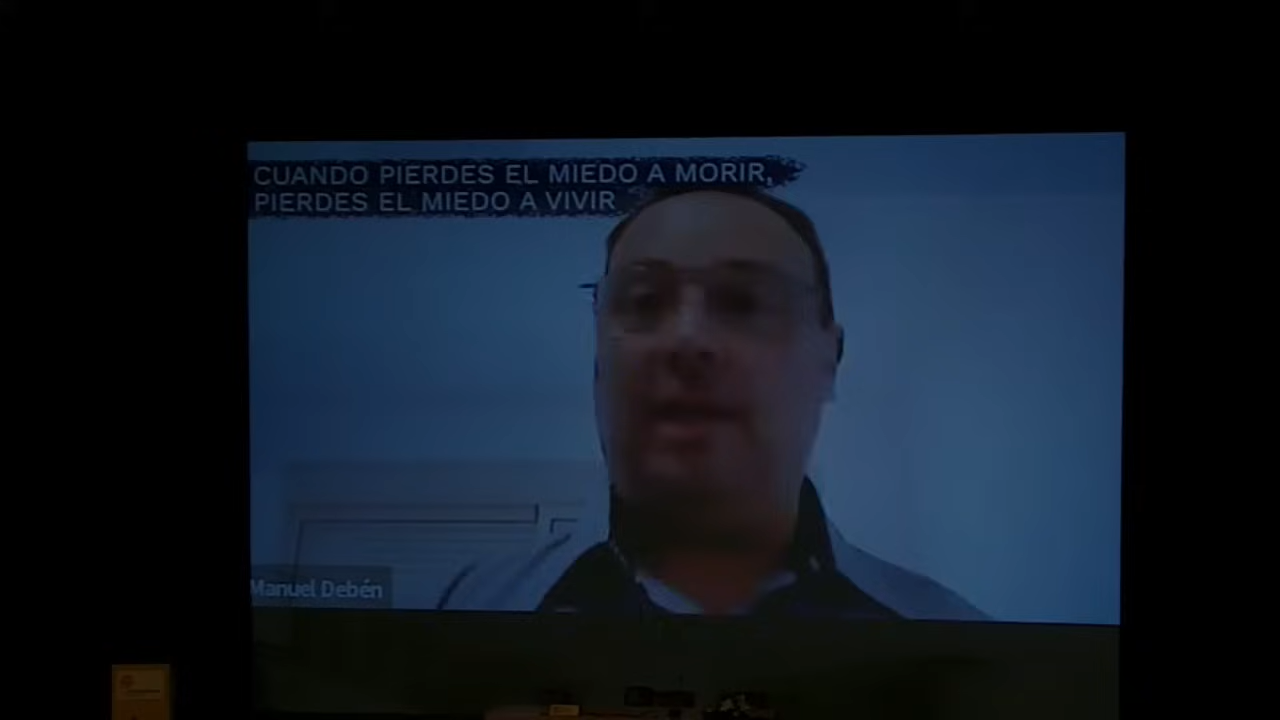 CUANDO PIERDES EL MIEDO A MORIR,
PIERDES EL MIEDO A VIVIR
Manuel Debén